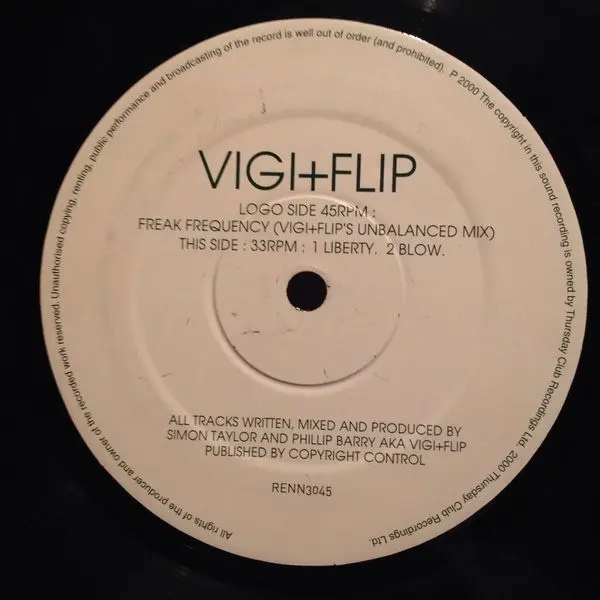 VIGI+FLIP
LOGO SIDE 45RPM :
FREAK FREQUENCY (VIGI+FLIP'S UNBALANCED MIX)
THIS SIDE : 33RPM : 1 LIBERTY. 2 BLOW.
ALL TRACKS WRITTEN, MIXED AND PRODUCED BY
SIMON TAYLOR AND PHILLIP BARRY AKA VIGI+FLIP
PUBLISHED BY COPYRIGHT CONTROL
RENN3045
All rights of the producer and owner of the recorded work reserved. Unauthorised copying, renting, public performance and broadcasting of the record is well out of order (and prohibited). P 2000 The copyright in this sound recording is owned by Thursday Club Recordings Ltd. 2000 Thursday Club Recordings Ltd.